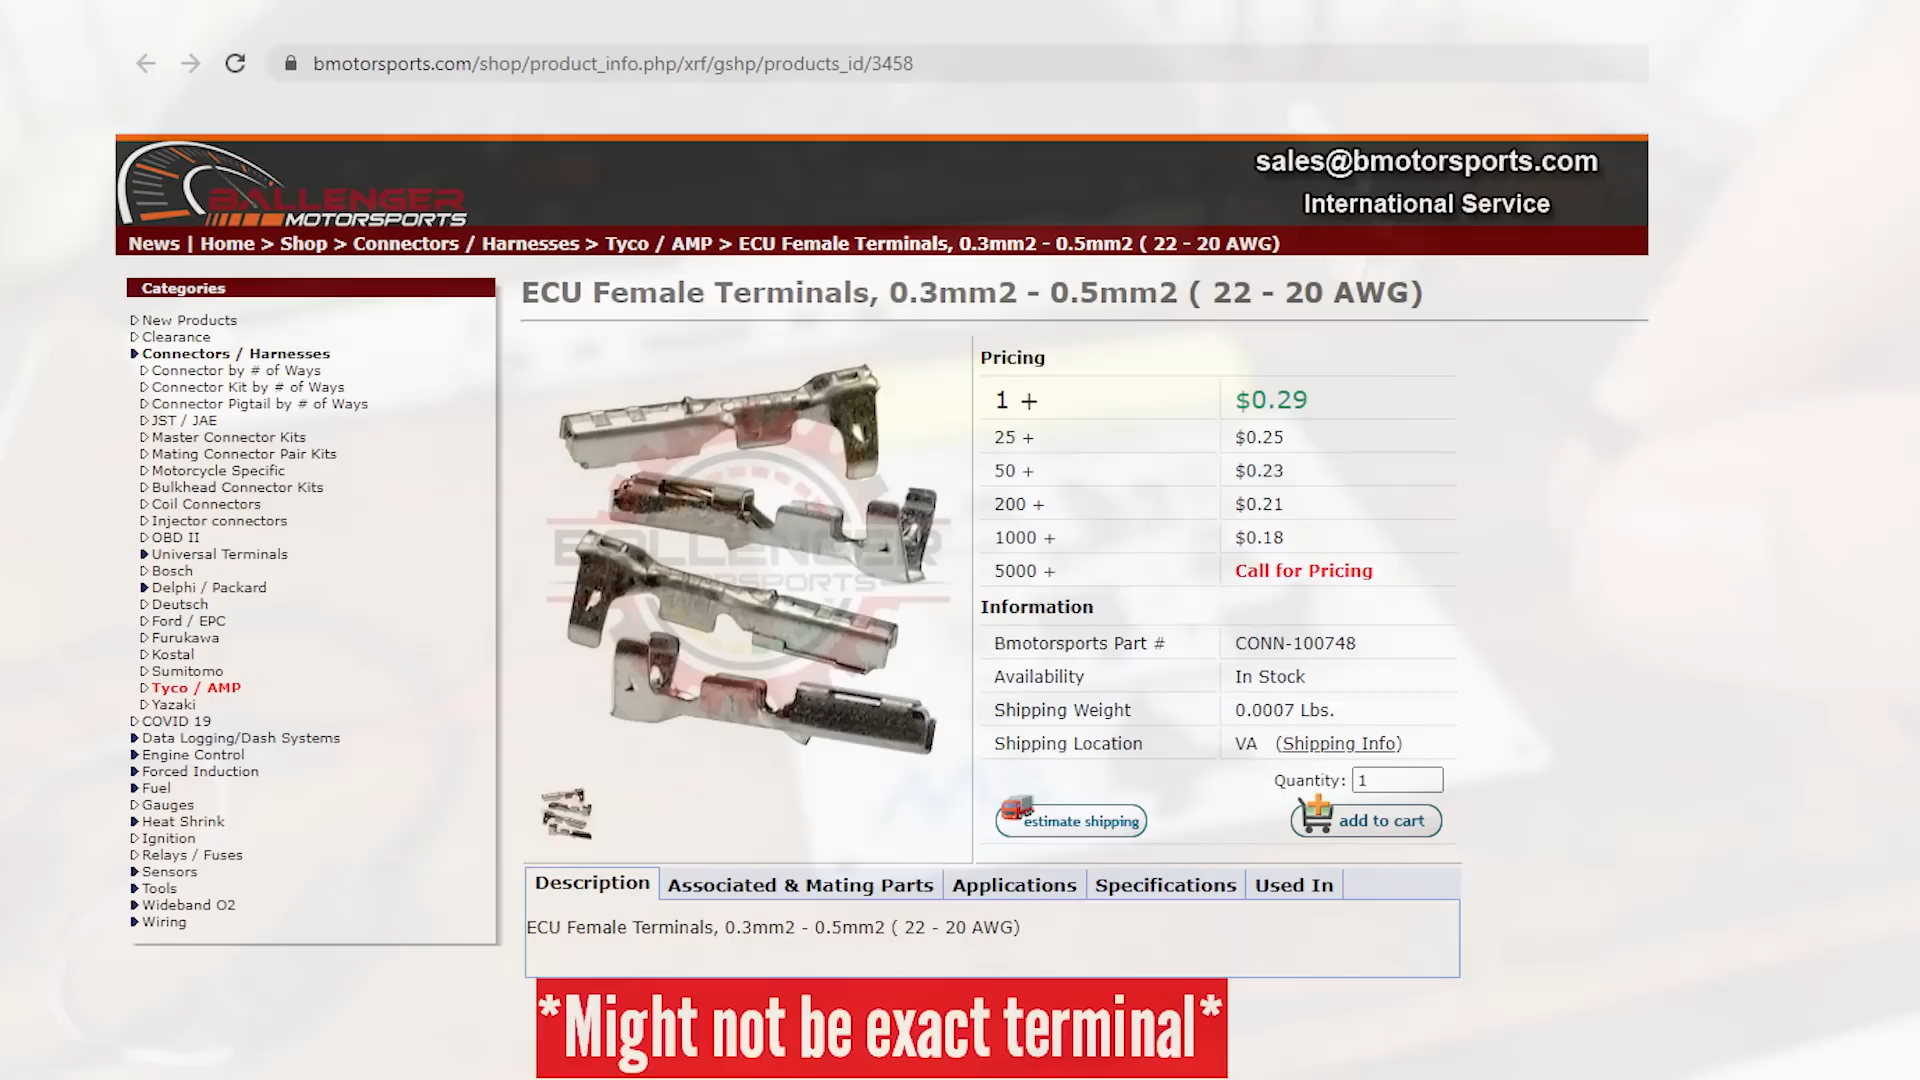 bmotorsports.com/shop/product_info.php/xrf/gshp/products_id/3458
BALLENGER
MOTORSPORTS
sales@bmotorsports.com
International Service
News | Home > Shop > Connectors / Harnesses > Tyco / AMP > ECU Female Terminals, 0.3mm2 - 0.5mm2 ( 22 - 20 AWG)
Categories
New Products
Clearance
Connectors / Harnesses
Connector by # of Ways
Connector Kit by # of Ways
Connector Pigtail by # of Ways
JST / JAE
Master Connector Kits
Mating Connector Pair Kits
Motorcycle Specific
Bulkhead Connector Kits
Coil Connectors
Injector connectors
OBD II
Universal Terminals
Bosch
Delphi / Packard
Deutsch
Ford / EPC
Furukawa
Kostal
Sumitomo
Tyco / AMP
Yazaki
COVID 19
Data Logging/Dash Systems
Engine Control
Forced Induction
Fuel
Gauges
Heat Shrink
Ignition
Relays / Fuses
Sensors
Tools
Wideband O2
Wiring
ECU Female Terminals, 0.3mm2 - 0.5mm2 ( 22 - 20 AWG)
BALLENGER
MOTORSPORTS
Pricing
1 + $0.29
25 + $0.25
50 + $0.23
200 + $0.21
1000 + $0.18
5000 + Call for Pricing
Information
Bmotorsports Part # CONN-100748
Availability In Stock
Shipping Weight 0.0007 Lbs.
Shipping Location VA (Shipping Info)
Quantity: 1
estimate shipping add to cart
Description Associated & Mating Parts Applications Specifications Used In
ECU Female Terminals, 0.3mm2 - 0.5mm2 ( 22 - 20 AWG)
*Might not be exact terminal*